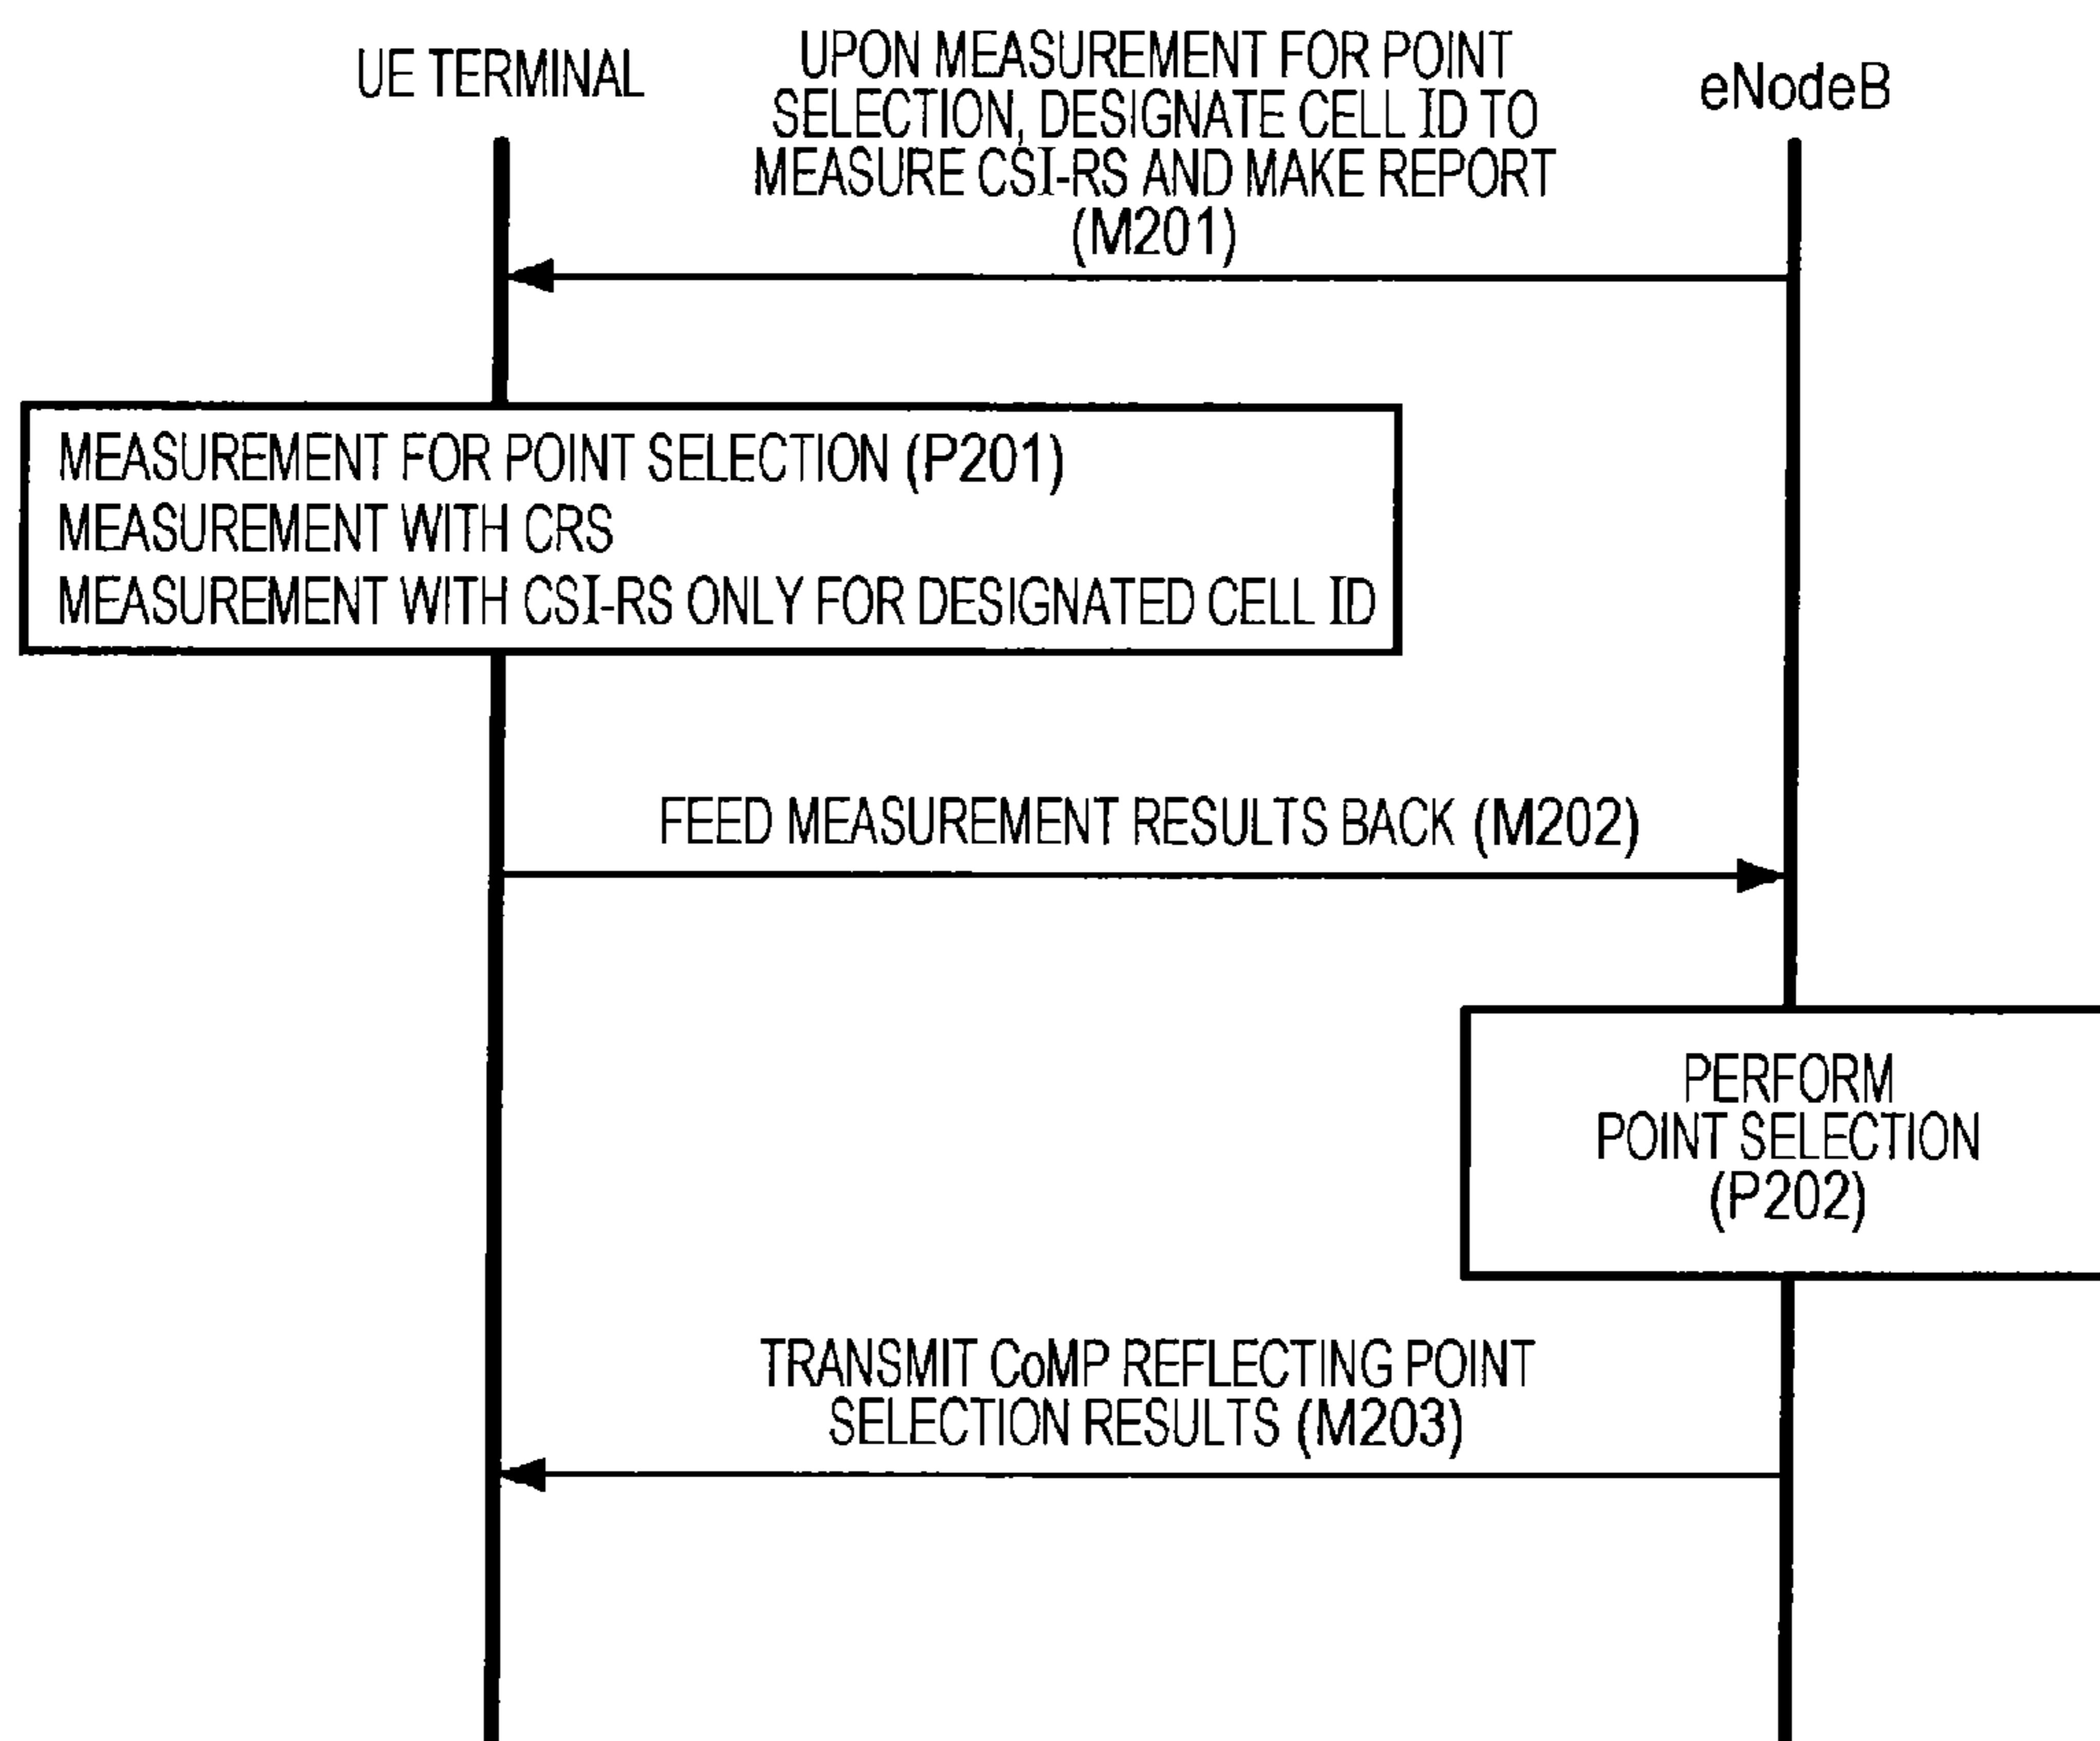 UE TERMINAL
UPON MEASUREMENT FOR POINT
SELECTION, DESIGNATE CELL ID TO
MEASURE CSI-RS AND MAKE REPORT
(M201)
eNodeB
MEASUREMENT FOR POINT SELECTION (P201)
MEASUREMENT WITH CRS
MEASUREMENT WITH CSI-RS ONLY FOR DESIGNATED CELL ID
FEED MEASUREMENT RESULTS BACK (M202)
PERFORM
POINT SELECTION
(P202)
TRANSMIT CoMP REFLECTING POINT
SELECTION RESULTS (M203)